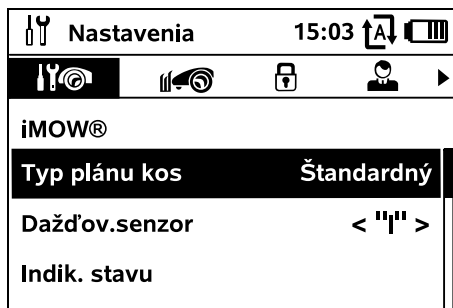 Nastavenia 15:03 A
iMOW®
Typ plánu kos Štandardný
Dažďov.senzor < "I" >
Indik. stavu